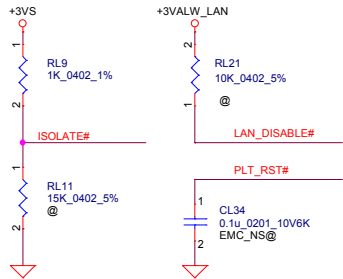 +3VS
1
RL9
1K_0402_1%
2
ISOLATE#
1
RL11
15K_0402_5%
@
2
+3VALW_LAN
2
RL21
10K_0402_5%
1
@
LAN_DISABLE#
PLT_RST#
1
CL34
0.1u_0201_10V6K
2
EMC_NS@